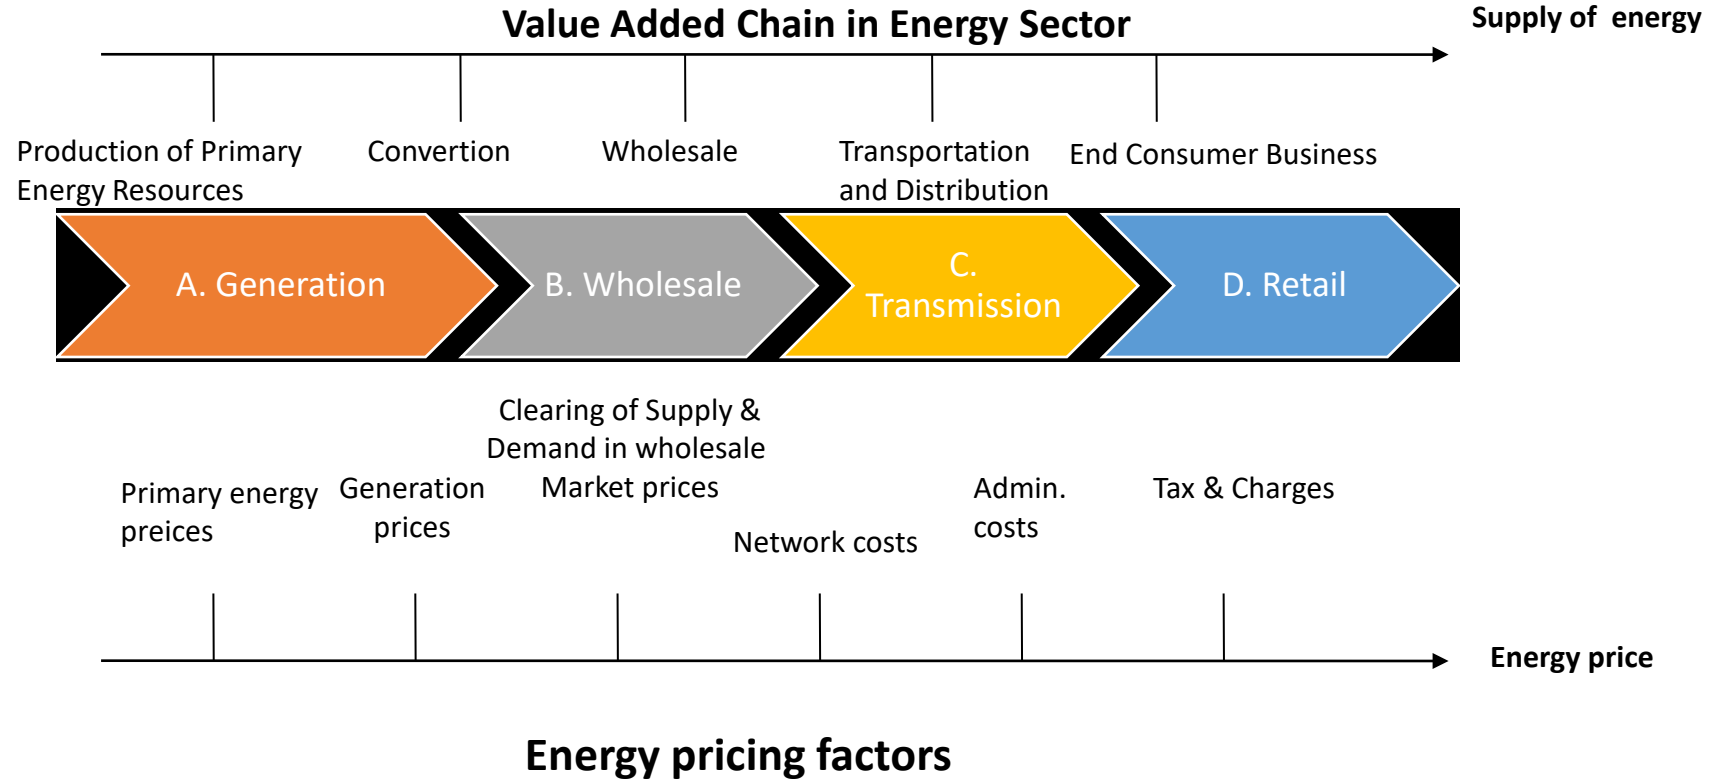 Value Added Chain in Energy Sector
Supply of energy
Production of Primary
Energy Resources
Convertion
Wholesale
Transportation
and Distribution
End Consumer Business
A. Generation
B. Wholesale
C.
Transmission
D. Retail
Clearing of Supply &
Demand in wholesale
Market prices
Primary energy
preices
Generation
prices
Network costs
Admin.
costs
Tax & Charges
Energy price
Energy pricing factors